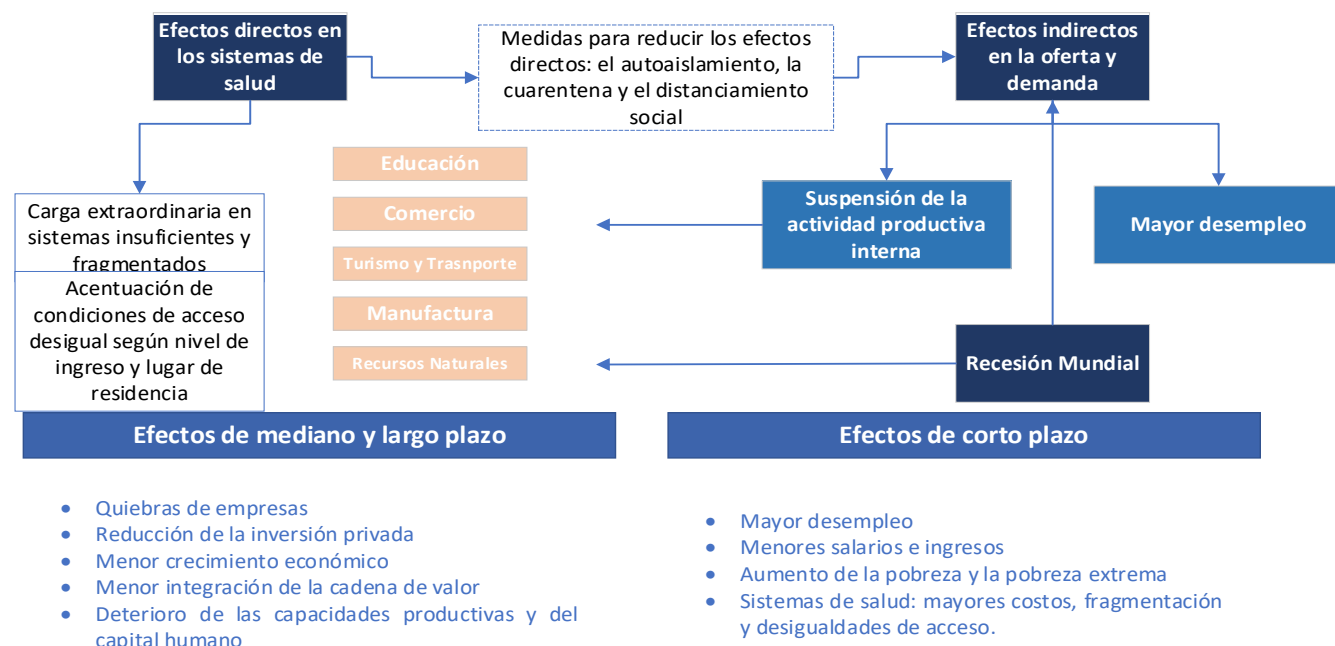 Efectos directos en
los sistemas de
salud
Medidas para reducir los efectos
directos: el autoaislamiento, la
cuarentena y el distanciamiento
social
Efectos indirectos
en la oferta y
demanda
Educación
Comercio
Turismo y Trasnporte
Manufactura
Recursos Naturales
Suspensión de la
actividad productiva
interna
Mayor desempleo
Carga extraordinaria en
sistemas insuficientes y
fragmentados
Acentuación de
condiciones de acceso
desigual según nivel de
ingreso y lugar de
residencia
Recesión Mundial
Efectos de mediano y largo plazo
• Quiebras de empresas
• Reducción de la inversión privada
• Menor crecimiento económico
• Menor integración de la cadena de valor
• Deterioro de las capacidades productivas y del
capital humano
Efectos de corto plazo
• Mayor desempleo
• Menores salarios e ingresos
• Aumento de la pobreza y la pobreza extrema
• Sistemas de salud: mayores costos, fragmentación
y desigualdades de acceso.